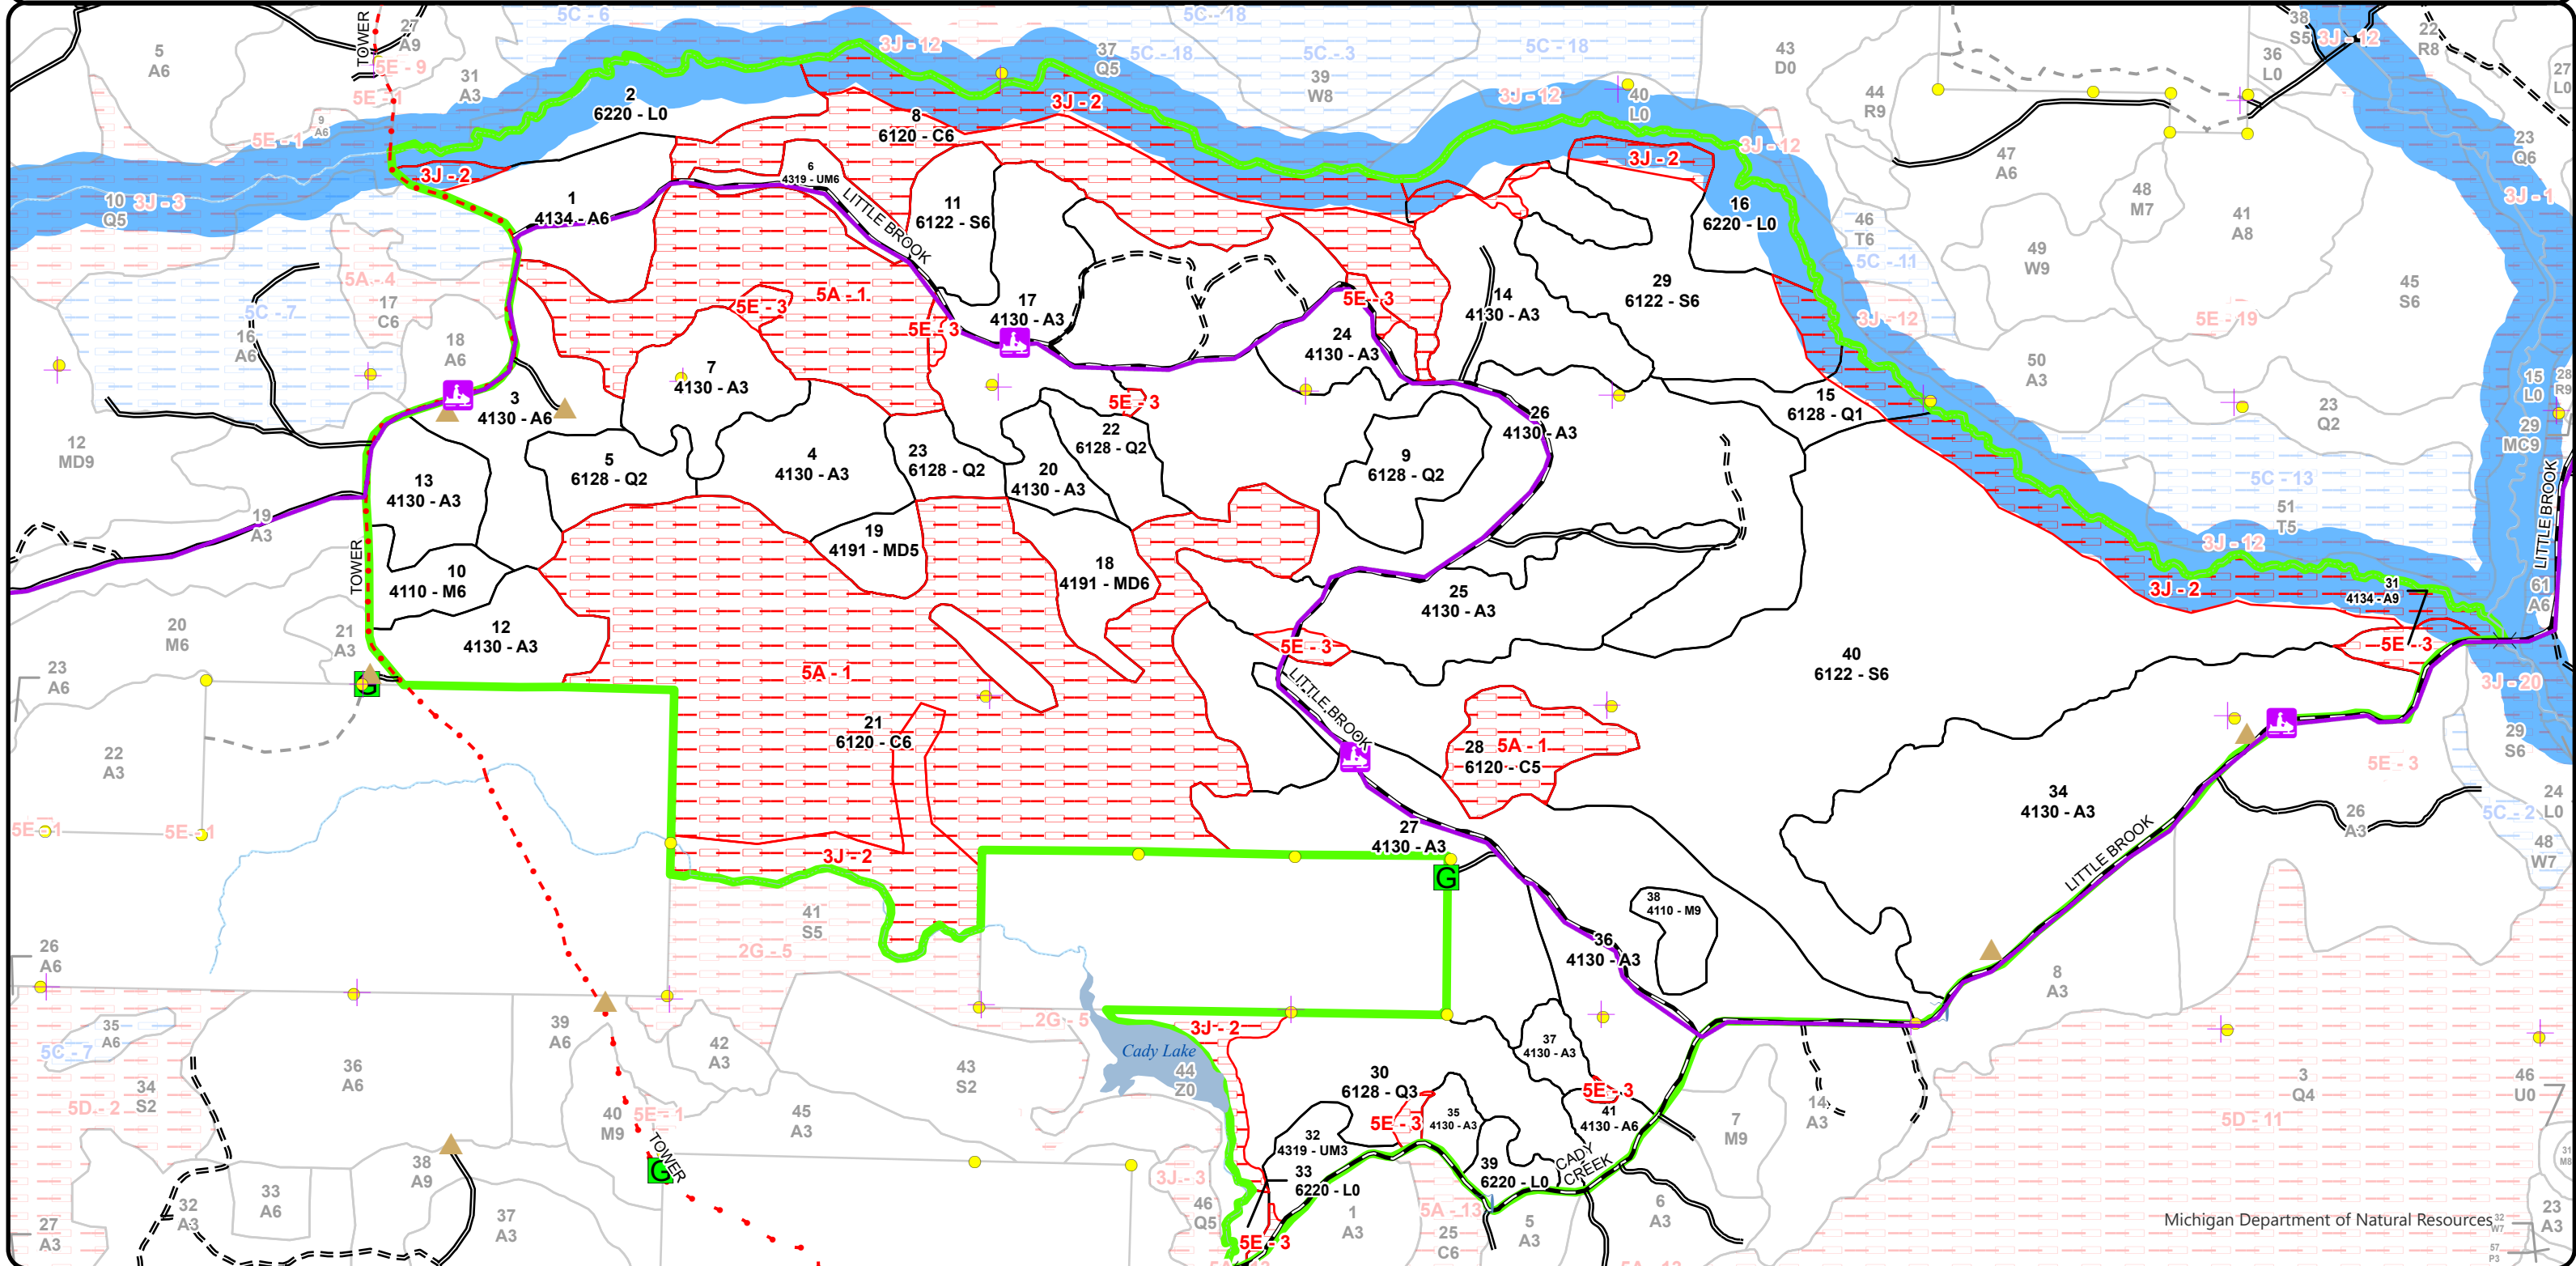 5C - 6
5C - 18
TOWER
27
A9
5
A6
5E - 9
31
A3
5E - 1
9
A6
5E - 1
2
6220 - L0
3J - 12
37
Q5
5C - 18
5C - 3
39
W8
5C - 18
43
D0
38
S5
3J - 12
22
R8
36
L0
27
L0
44
R9
3J - 2
8
6120 - C6
3J - 12
40
L0
3J - 12
47
A6
23
Q6
3J - 2
6
4319 - UM6
3J - 2
48
M7
3J - 1
10
Q5
3J - 3
1
4134 - A6
LITTLE BROOK
11
6122 - S6
16
6220 - L0
46
T6
41
A8
49
W9
5C - 11
5A - 4
17
C6
5C - 7
16
A6
18
A6
5E - 3
5A - 1
5E - 3
17
4130 - A3
5E - 3
14
4130 - A3
29
6122 - S6
3J - 12
5E - 19
45
S6
24
4130 - A3
7
4130 - A3
50
A3
15
L0
28
R9
3
4130 - A6
5E - 3
26
4130 - A3
15
6128 - Q1
23
Q2
29
MC9
12
MD9
22
6128 - Q2
5
6128 - Q2
4
4130 - A3
23
6128 - Q2
20
4130 - A3
9
6128 - Q2
13
4130 - A3
5C - 13
51
T5
LITTLE BROOK
19
A3
TOWER
19
4191 - MD5
18
4191 - MD6
3J - 12
10
4110 - M6
25
4130 - A3
3J - 2
31
4134 - A9
61
A6
20
M6
21
A3
12
4130 - A3
5E - 3
5E - 3
23
A6
G
5A - 1
LITTLE BROOK
40
6122 - S6
3J - 20
21
6120 - C6
28
6120 - C5
5A - 1
29
S6
22
A3
5E - 3
34
4130 - A3
24
L0
5C - 2
26
A3
5E - 1
5E - 1
27
4130 - A3
3J - 2
G
LITTLE BROOK
48
W7
41
S5
2G - 5
38
4110 - M9
36
4130 - A3
26
A6
8
A3
35
A6
5C - 7
39
A6
2G - 5
3J - 2
Cady Lake
44
Z0
37
4130 - A3
42
A3
36
A6
43
S2
34
S2
5D - 2
30
6128 - Q3
5E - 3
3
Q4
46
U0
40
M9
5E - 1
45
A3
5E - 3
35
4130 - A3
41
4130 - A6
7
M9
14
A3
5D - 11
32
4319 - UM3
TOWER
G
38
A9
33
6220 - L0
39
6220 - L0
CADY
CREEK
31
M8
3J - 3
33
A6
32
A3
37
A3
46
Q5
1
A3
5A - 13
25
C6
5
A3
6
A3
27
A3
5E - 3
Michigan Department of Natural Resources
32
W7
23
A3
57
P3